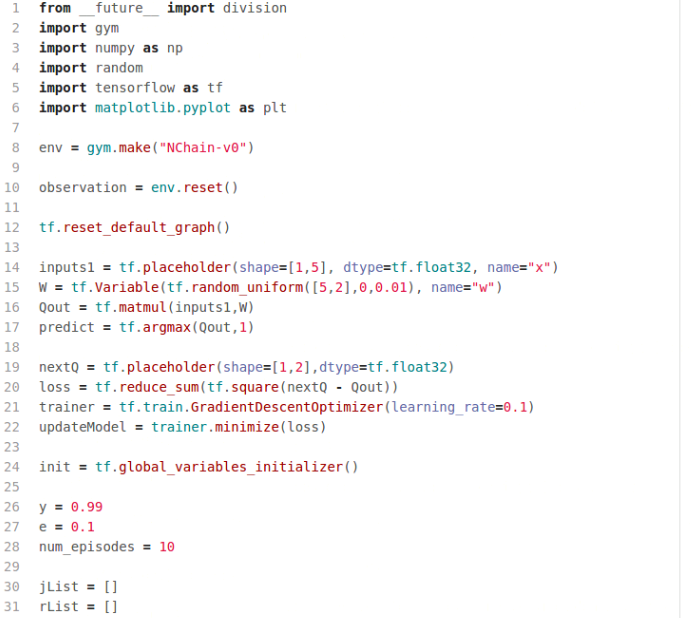 1 from __future__ import division
2 import gym
3 import numpy as np
4 import random
5 import tensorflow as tf
6 import matplotlib.pyplot as plt
7
8 env = gym.make("NChain-v0")
9
10 observation = env.reset()
11
12 tf.reset_default_graph()
13
14 inputs1 = tf.placeholder(shape=[1,5], dtype=tf.float32, name="x")
15 W = tf.Variable(tf.random_uniform([5,2],0,0.01), name="w")
16 Qout = tf.matmul(inputs1,W)
17 predict = tf.argmax(Qout,1)
18
19 nextQ = tf.placeholder(shape=[1,2],dtype=tf.float32)
20 loss = tf.reduce_sum(tf.square(nextQ - Qout))
21 trainer = tf.train.GradientDescentOptimizer(learning_rate=0.1)
22 updateModel = trainer.minimize(loss)
23
24 init = tf.global_variables_initializer()
25
26 y = 0.99
27 e = 0.1
28 num_episodes = 10
29
30 jList = []
31 rList = []